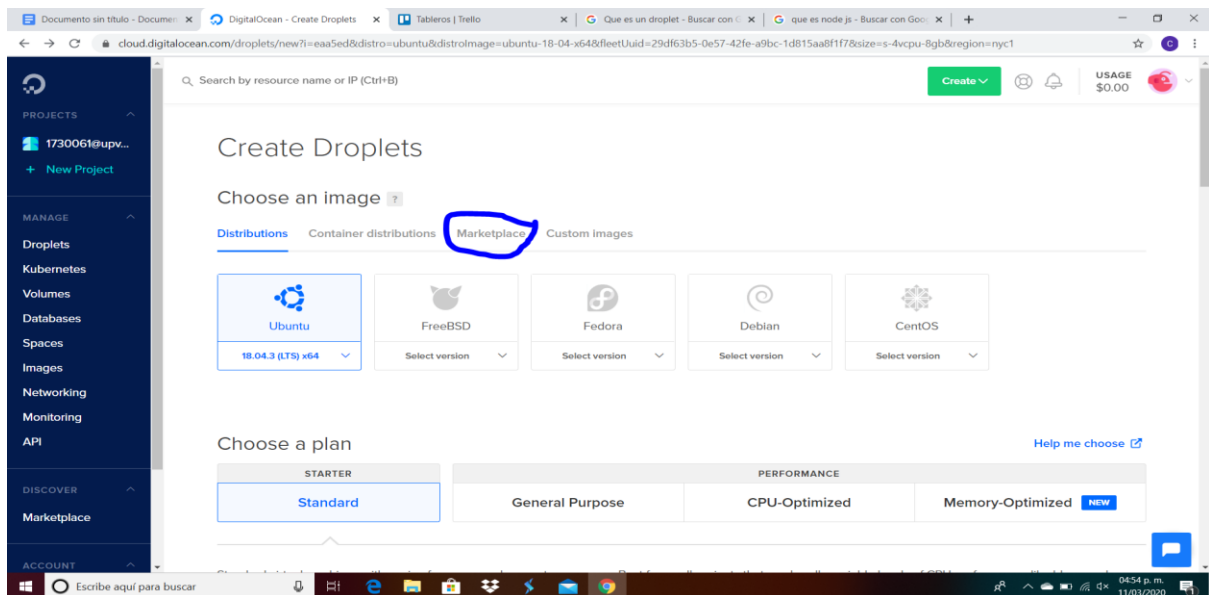 Documento sin título - Documen
DigitalOcean - Create Droplets
Tableros | Trello
Que es un droplet - Buscar con G
que es node js - Buscar con Goo
cloud.digitalocean.com/droplets/new?i=eaa5ed&distro=ubuntu&distroImage=ubuntu-18-04-x64&fleetUuid=29df63b5-0e57-42fe-a9bc-1d815aa8f1f7&size=s-4vcpu-8gb&region=nyc1
C
Search by resource name or IP (Ctrl+B)
Create
USAGE
$0.00
PROJECTS
1730061@upv...
+ New Project
MANAGE
Droplets
Kubernetes
Volumes
Databases
Spaces
Images
Networking
Monitoring
API
DISCOVER
Marketplace
ACCOUNT
Create Droplets
Choose an image ?
Distributions Container distributions Marketplace Custom images
Ubuntu
18.04.3 (LTS) x64
FreeBSD
Select version
Fedora
Select version
Debian
Select version
CentOS
Select version
Choose a plan
Help me choose
STARTER
PERFORMANCE
Standard
General Purpose
CPU-Optimized
Memory-Optimized NEW
Escribe aquí para buscar
04:54 p. m.
11/03/2020